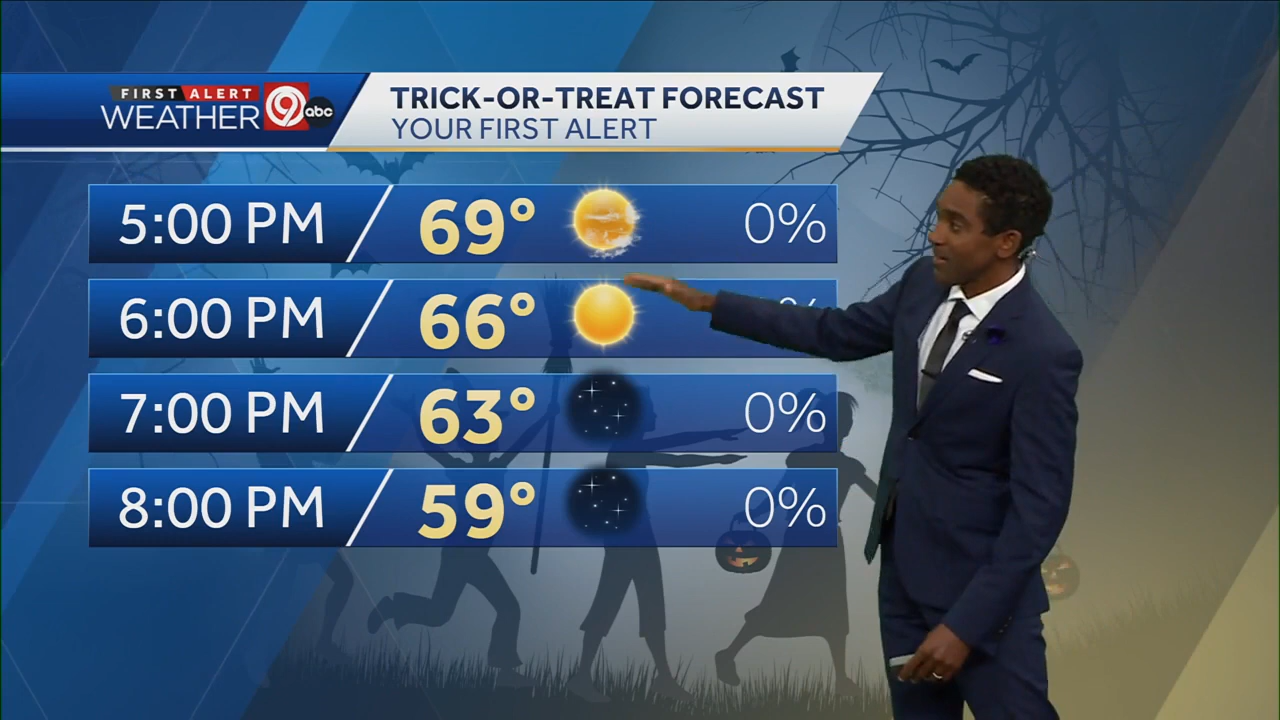 FIRST ALERT
WEATHER 9 abc
TRICK-OR-TREAT FORECAST
YOUR FIRST ALERT
5:00 PM 69° 0%
6:00 PM 66° %
7:00 PM 63° 0%
8:00 PM 59° 0%